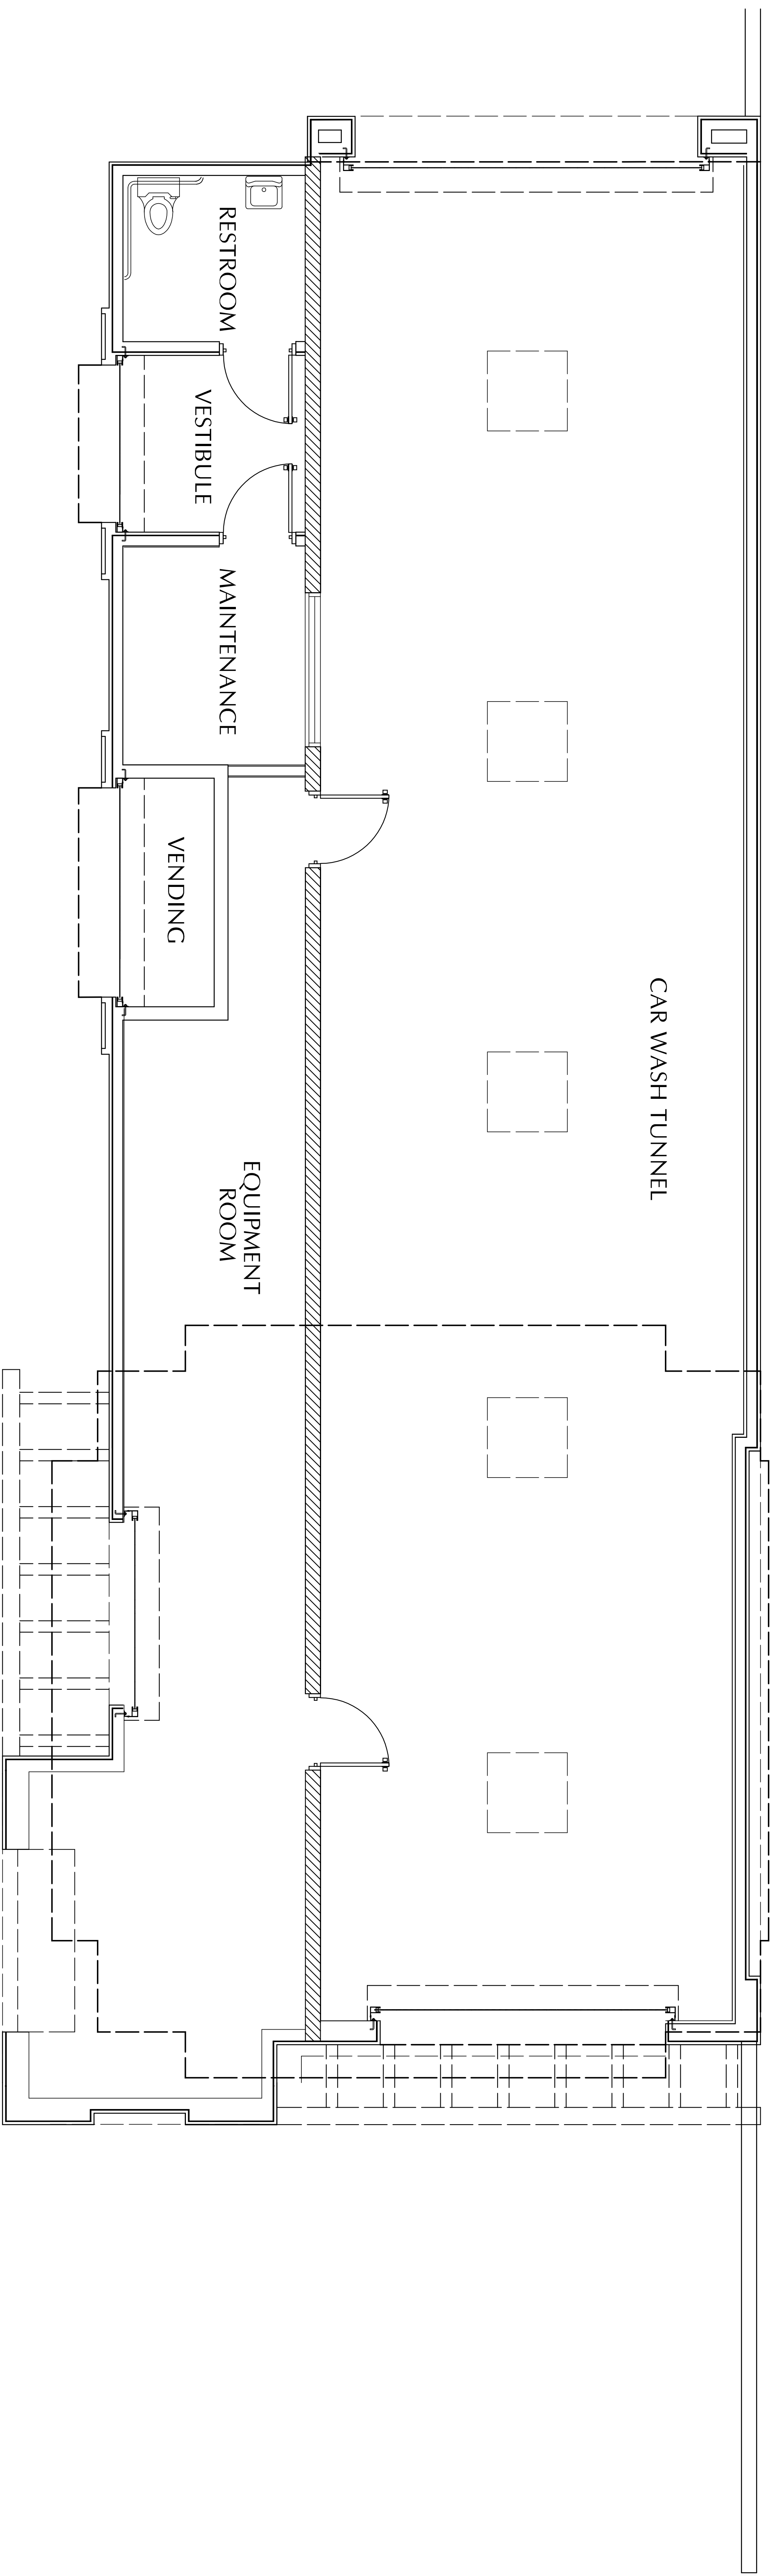 RESTROOM
VESTIBULE
MAINTENANCE
VENDING
CAR WASH TUNNEL
EQUIPMENT
ROOM